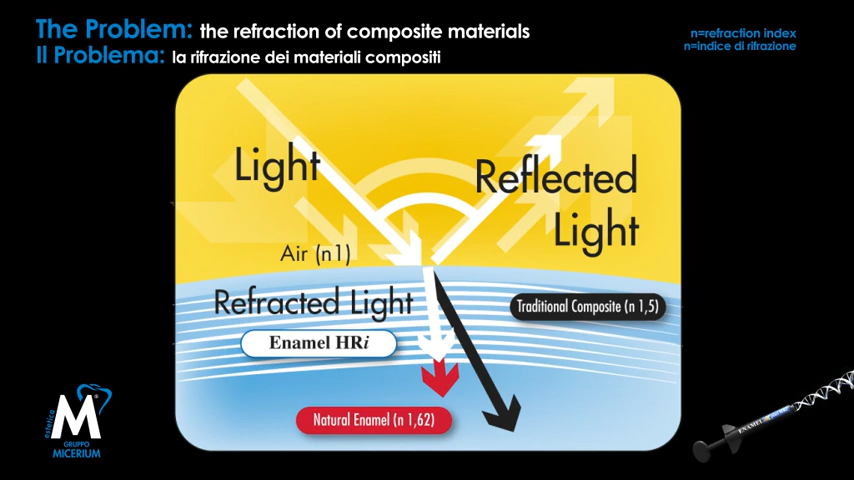 The Problem: the refraction of composite materials
Il Problema: la rifrazione dei materiali compositi
n=refraction index
n=indice di rifrazione
Light
Reflected
Light
Air (n1)
Refracted Light
Traditional Composite (n 1,5)
Enamel HRi
Natural Enamel (n 1,62)
estetica
M
GRUPPO
MICERIUM
ENAMEL